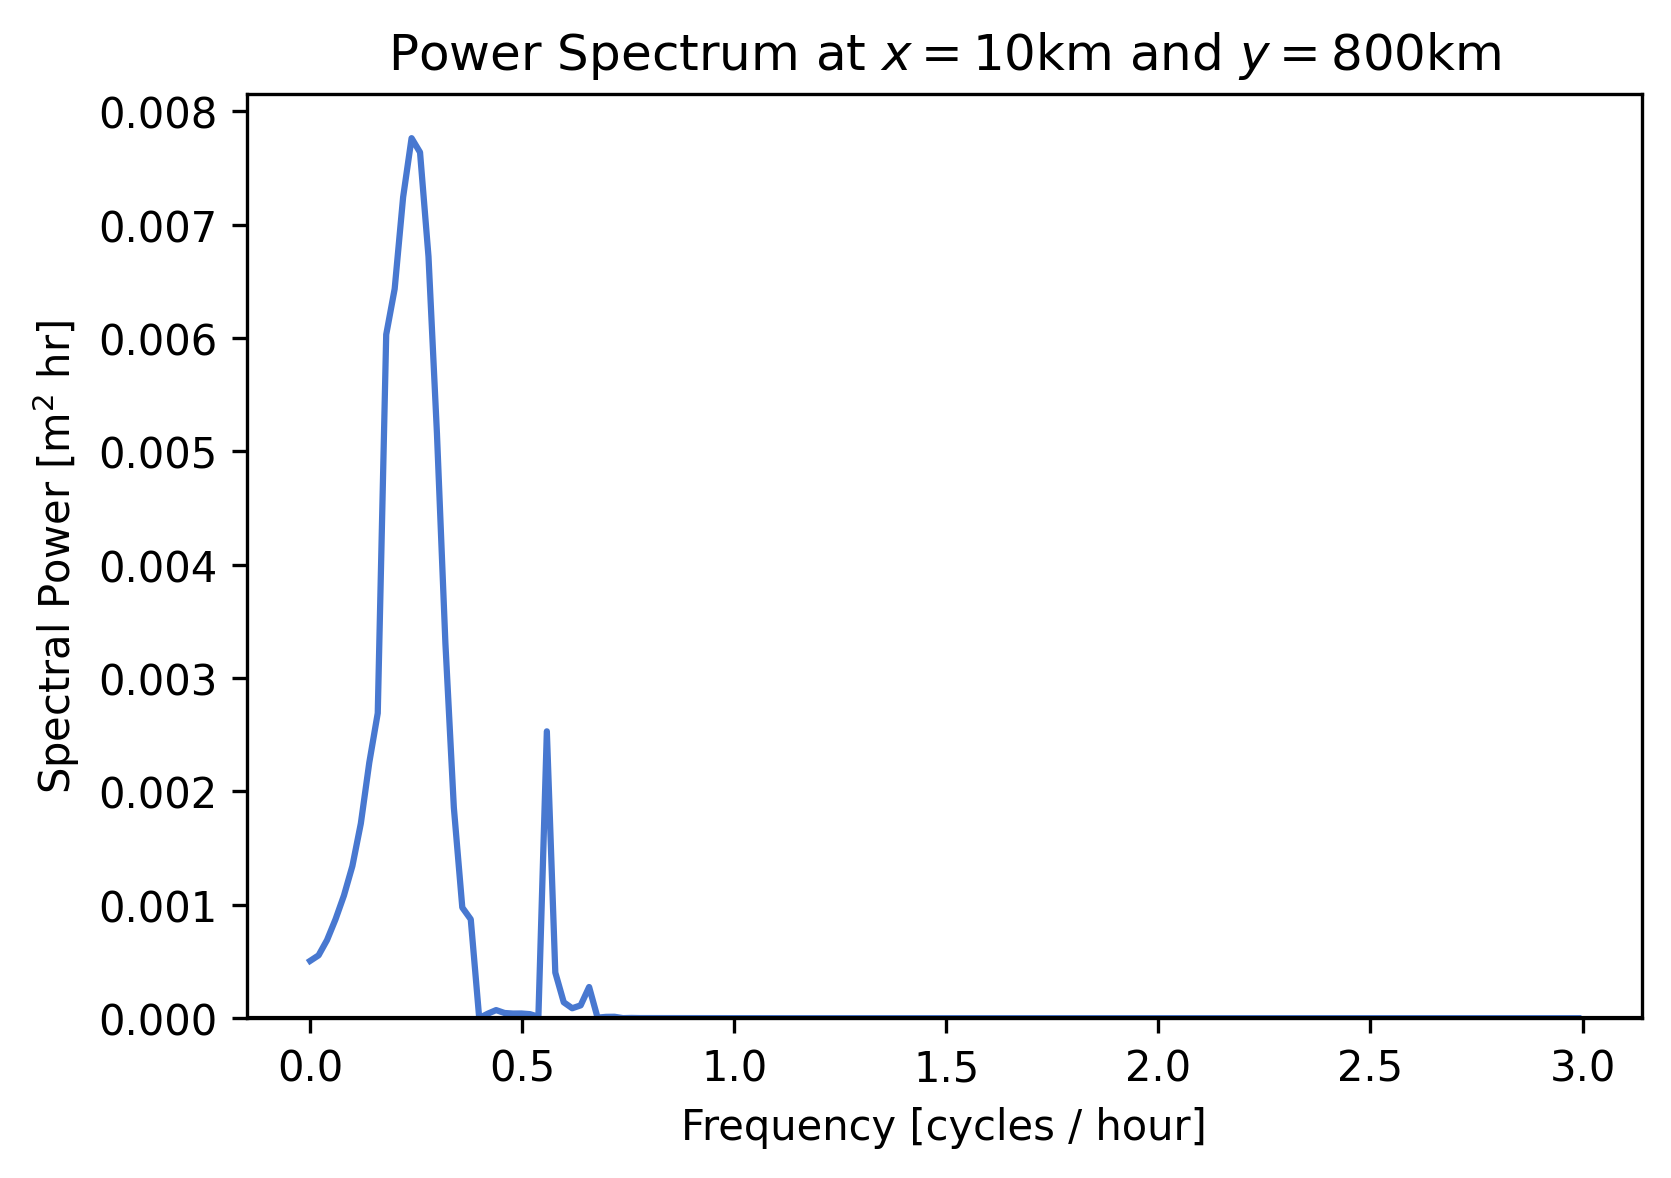 Power Spectrum at x = 10km and y = 800km
0.008
0.007
0.006
0.005
0.004
0.003
0.002
0.001
0.000
Spectral Power [m² hr]
0.0 0.5 1.0 1.5 2.0 2.5 3.0
Frequency [cycles / hour]